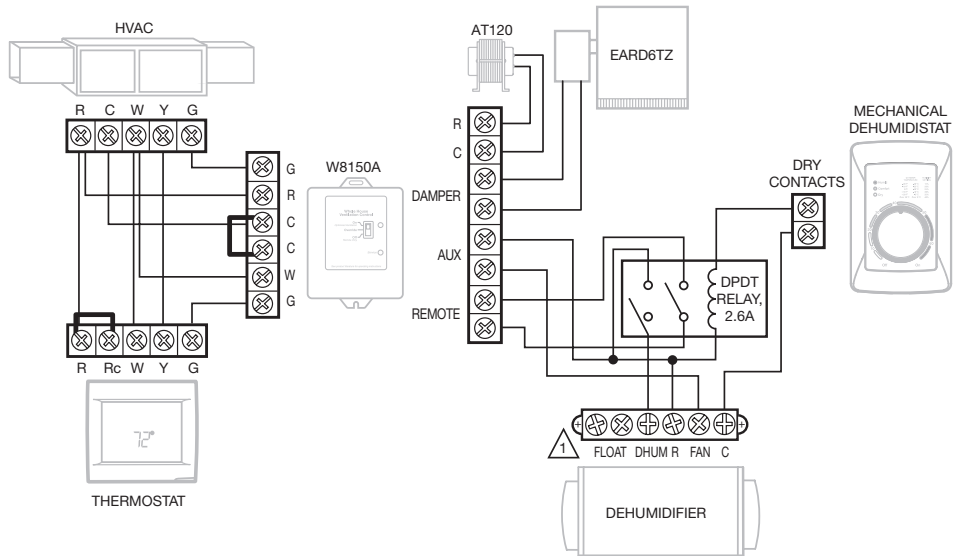 HVAC
R C W Y G
G
R
C
C
W
G
W8150A
R Rc W Y G
72°
THERMOSTAT
AT120
EARD6TZ
R
C
DAMPER
AUX
REMOTE
DPDT
RELAY,
2.6A
DRY
CONTACTS
MECHANICAL
DEHUMIDISTAT
1
FLOAT DHUM R FAN C
DEHUMIDIFIER